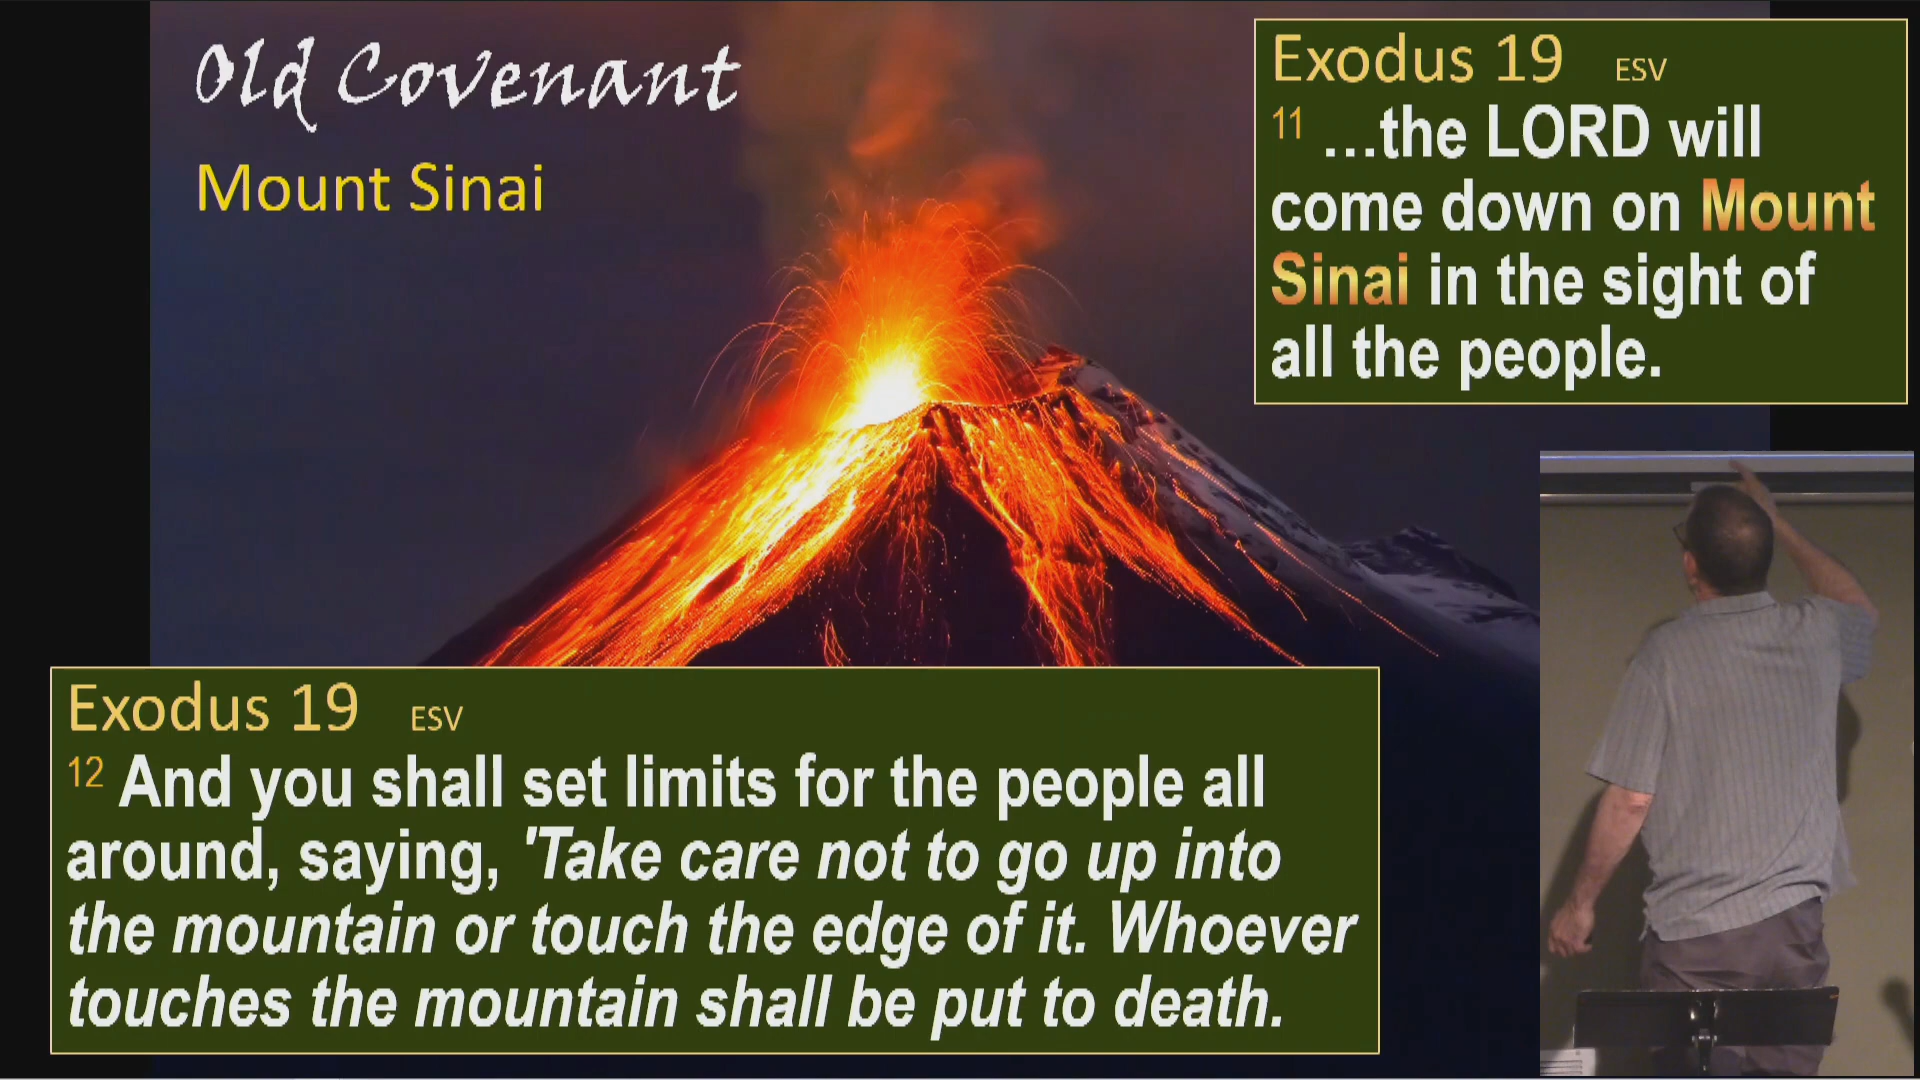 Old Covenant
Mount Sinai
Exodus 19 ESV
11 ...the LORD will
come down on Mount
Sinai in the sight of
all the people.
Exodus 19 ESV
12 And you shall set limits for the people all
around, saying, 'Take care not to go up into
the mountain or touch the edge of it. Whoever
touches the mountain shall be put to death.